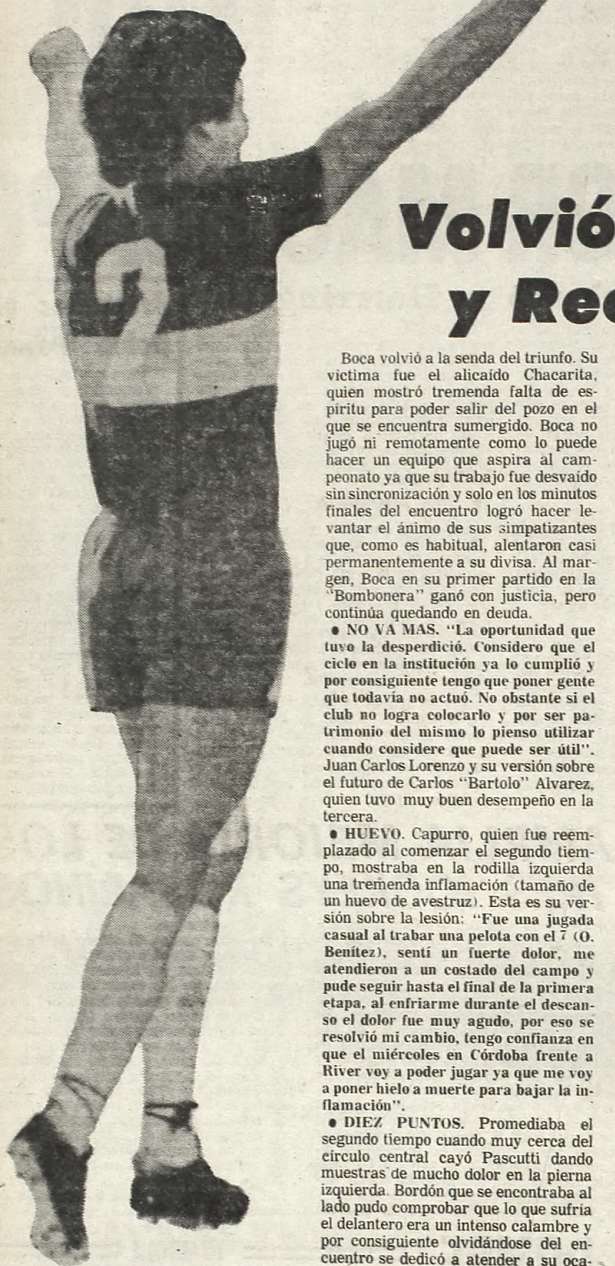 2
Volvió
y Rec
Boca volvió a la senda del triunfo. Su
víctima fue el alicaído Chacarita,
quien mostró tremenda falta de es-
píritu para poder salir del pozo en el
que se encuentra sumergido. Boca no
jugó ni remotamente como lo puede
hacer un equipo que aspira al cam-
peonato ya que su trabajo fue desvaído
sin sincronización y solo en los minutos
finales del encuentro logró hacer le-
vantar el ánimo de sus simpatizantes
que, como es habitual, alentaron casi
permanentemente a su divisa. Al mar-
gen, Boca en su primer partido en la
"Bombonera" ganó con justicia, pero
continúa quedando en deuda.
● NO VA MAS. "La oportunidad que
tuvo la desperdició. Considero que el
ciclo en la institución ya lo cumplió y
por consiguiente tengo que poner gente
que todavía no actuó. No obstante si el
club no logra colocarlo y por ser pa-
trimonio del mismo lo pienso utilizar
cuando considere que puede ser útil".
Juan Carlos Lorenzo y su versión sobre
el futuro de Carlos "Bartolo" Alvarez,
quien tuvo muy buen desempeño en la
tercera.
● HUEVO. Capurro, quien fue reem-
plazado al comenzar el segundo tiem-
po, mostraba en la rodilla izquierda
una tremenda inflamación (tamaño de
un huevo de avestruz). Esta es su ver-
sión sobre la lesión: "Fue una jugada
casual al trabar una pelota con el 7 (O.
Benítez), sentí un fuerte dolor, me
atendieron a un costado del campo y
pude seguir hasta el final de la primera
etapa, al enfriarme durante el descan-
so el dolor fue muy agudo, por eso se
resolvió mi cambio, tengo confianza en
que el miércoles en Córdoba frente a
River voy a poder jugar ya que me voy
a poner hielo a muerte para bajar la in-
flamación".
● DIEZ PUNTOS. Promediaba el
segundo tiempo cuando muy cerca del
círculo central cayó Pascutti dando
muestras de mucho dolor en la pierna
izquierda. Bordón que se encontraba al
lado pudo comprobar que lo que sufría
el delantero era un intenso calambre y
por consiguiente olvidándose del en-
cuentro se dedicó a atender a su oca-